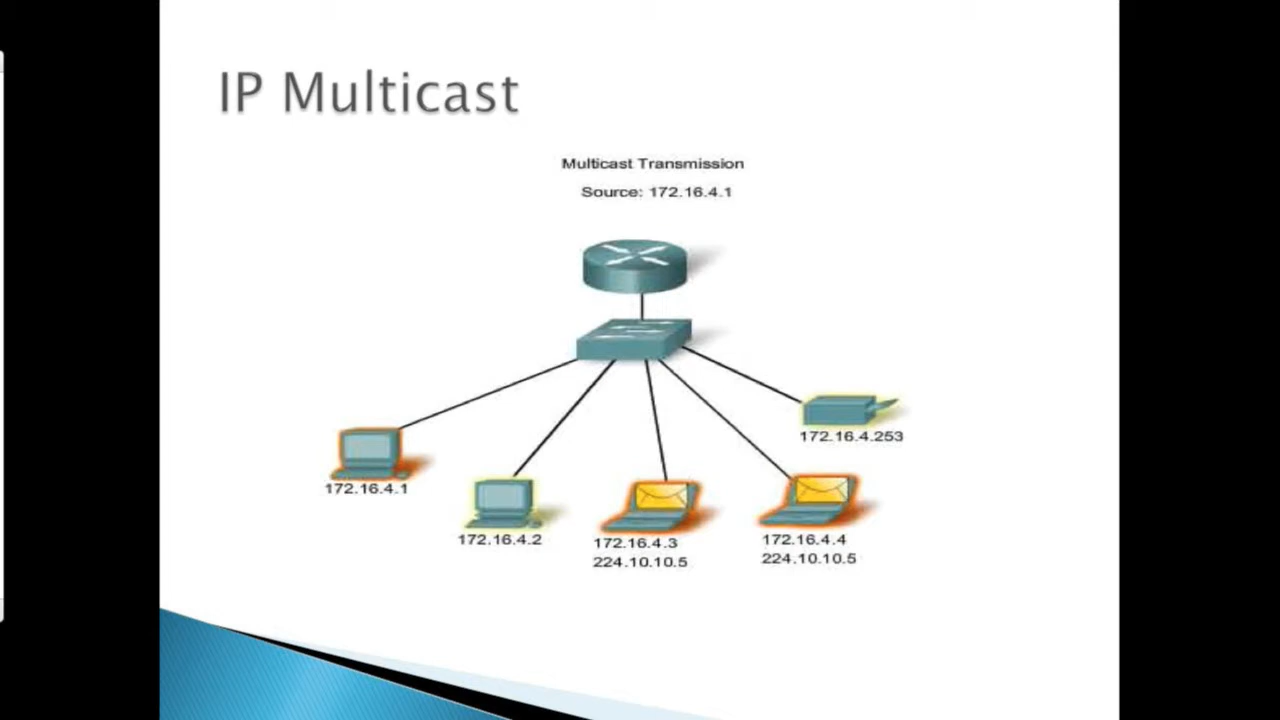 IP Multicast
Multicast Transmission
Source: 172.16.4.1
172.16.4.253
172.16.4.1
172.16.4.2
172.16.4.3
224.10.10.5
172.16.4.4
224.10.10.5